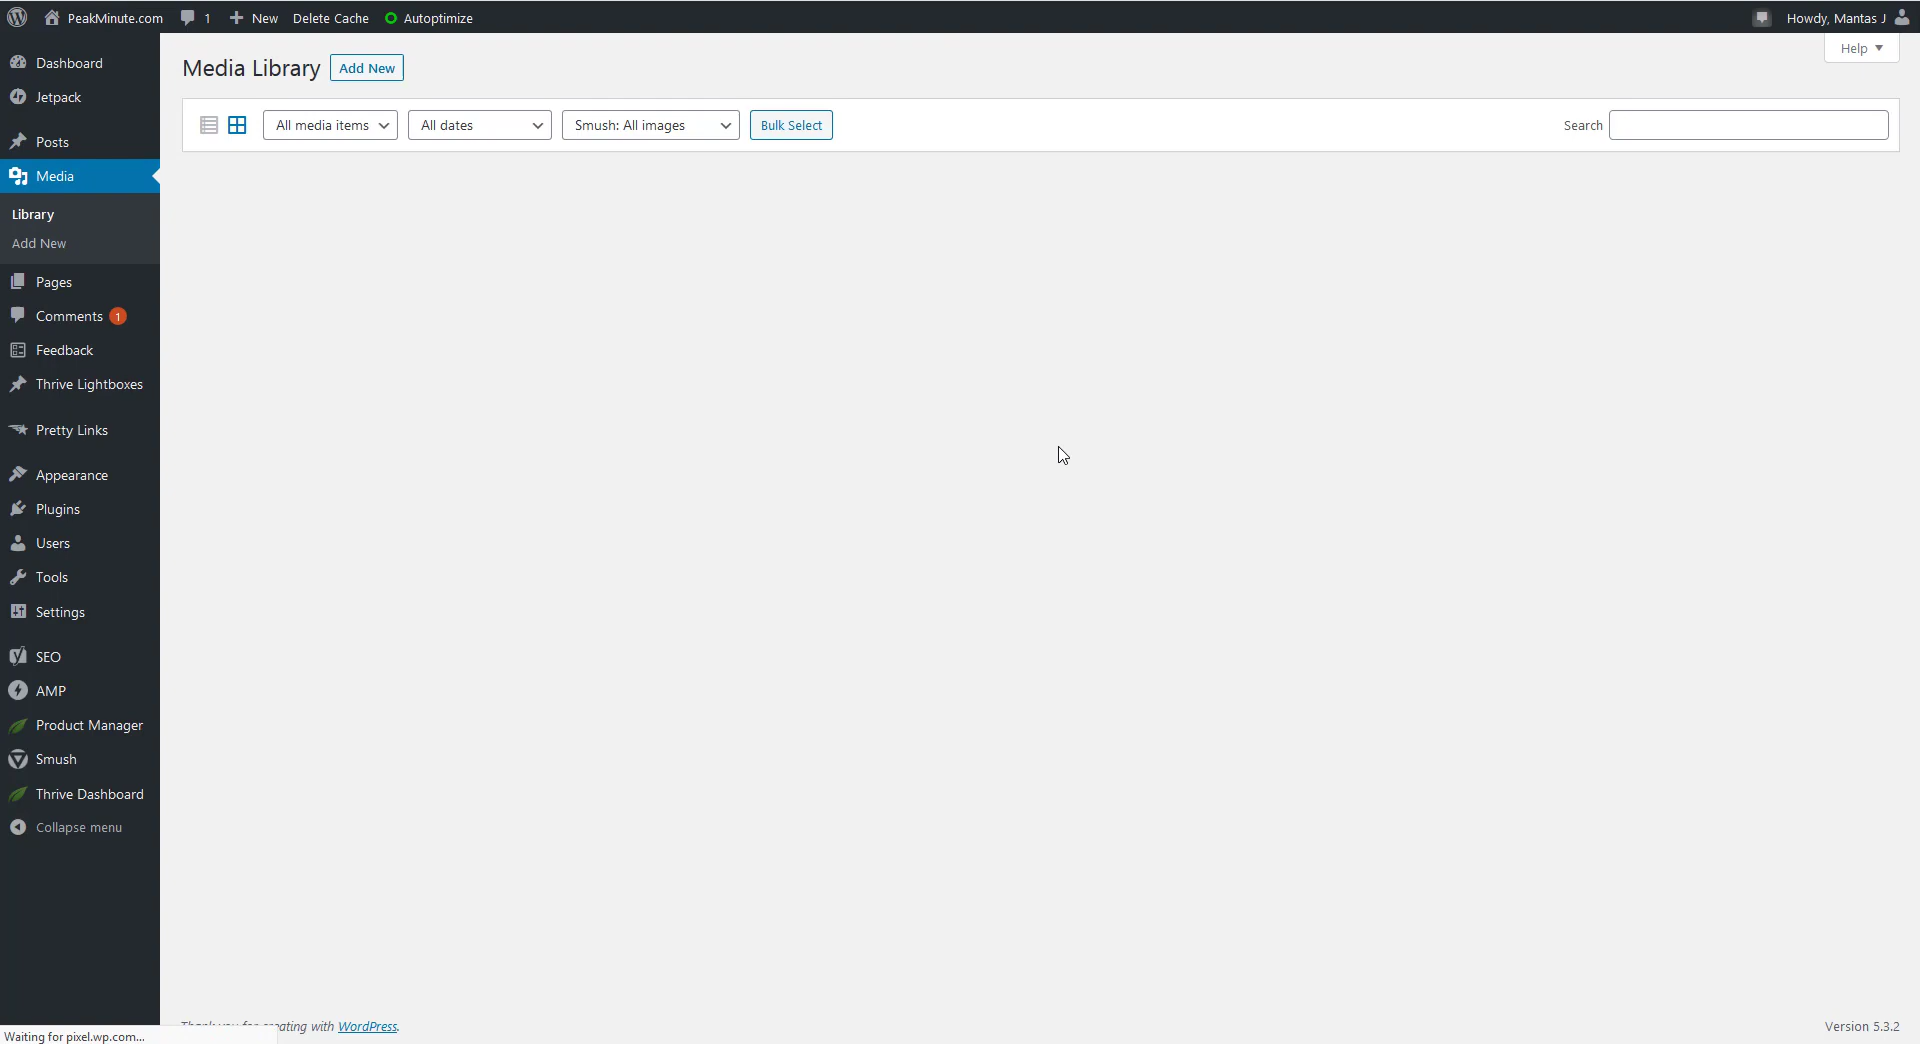 PeakMinute.com 1 New Delete Cache Autoptimize Howdy, Mantas J
Help
Dashboard
Jetpack
Posts
Media
Library
Add New
Pages
Comments 1
Feedback
Thrive Lightboxes
Pretty Links
Appearance
Plugins
Users
Tools
Settings
SEO
AMP
Product Manager
Smush
Thrive Dashboard
Collapse menu
Media Library Add New
All media items All dates Smush: All images Bulk Select Search
Thank you for creating with WordPress.
Version 5.3.2
Waiting for pixel.wp.com...